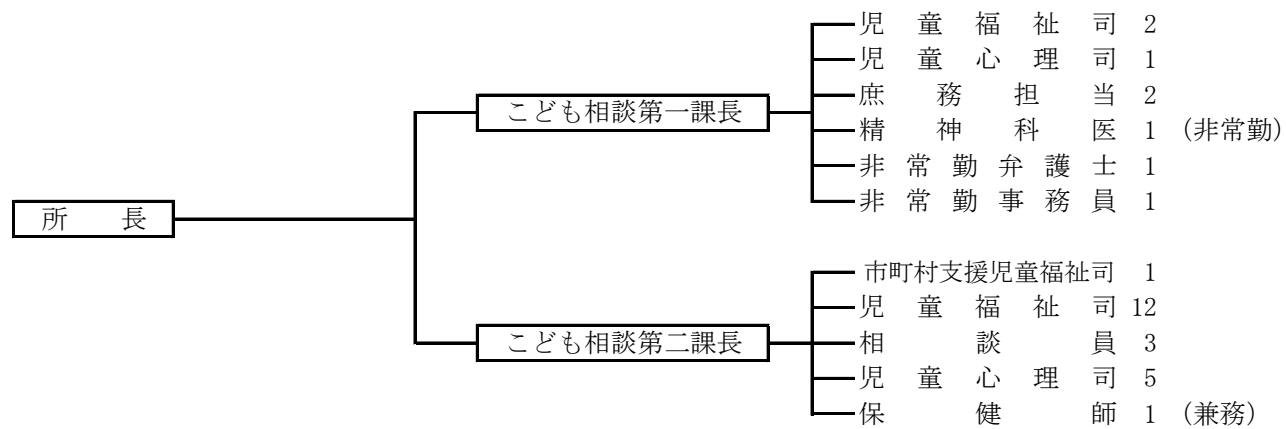 所長
こども相談第一課長
児童福祉司 2
児童心理司 1
庶務担当 2
精神科医 1 (非常勤)
非常勤弁護士 1
非常勤事務員 1
こども相談第二課長
市町村支援児童福祉司 1
児童福祉司 12
相談員 3
児童心理司 5
保健師 1 (兼務)